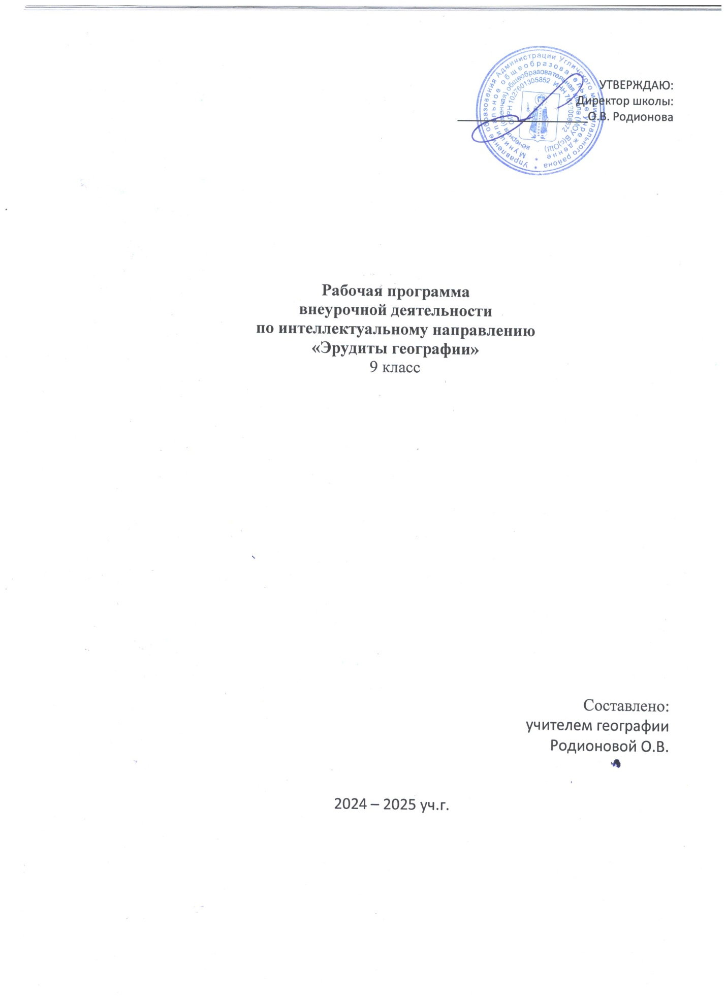 УТВЕРЖДАЮ:
Директор школы:
О.В. Родионова
Управление образования Администрации Угличского муниципального района *
Муниципальное общеобразовательное учреждение *
вечерняя (сменная) общеобразовательная школа (МОУ В(с)ОШ)
ОГРН 1027601305852 ИНН 7612008672
Рабочая программа
внеурочной деятельности
по интеллектуальному направлению
«Эрудиты географии»
9 класс
Составлено:
учителем географии
Родионовой О.В.
2024 – 2025 уч.г.